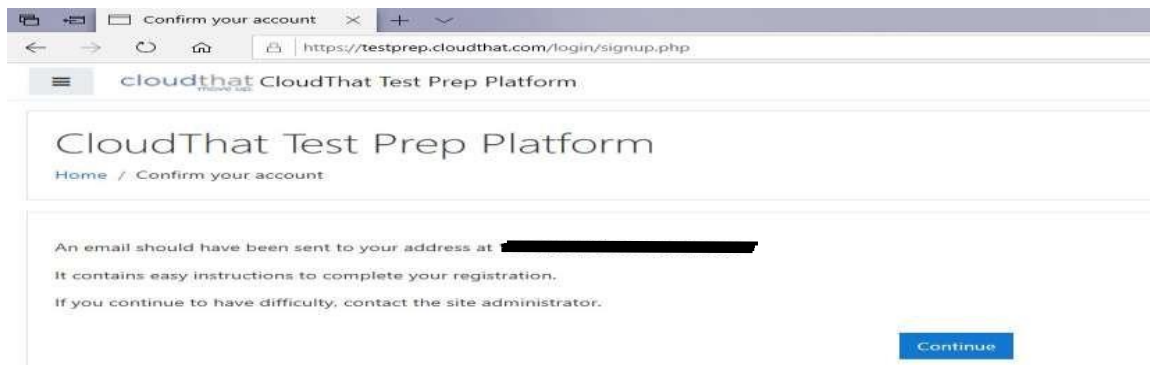 Confirm your account
https://testprep.cloudthat.com/login/signup.php
cloudthat CloudThat Test Prep Platform
move up
CloudThat Test Prep Platform
Home / Confirm your account
An email should have been sent to your address at
It contains easy instructions to complete your registration.
If you continue to have difficulty, contact the site administrator.
Continue